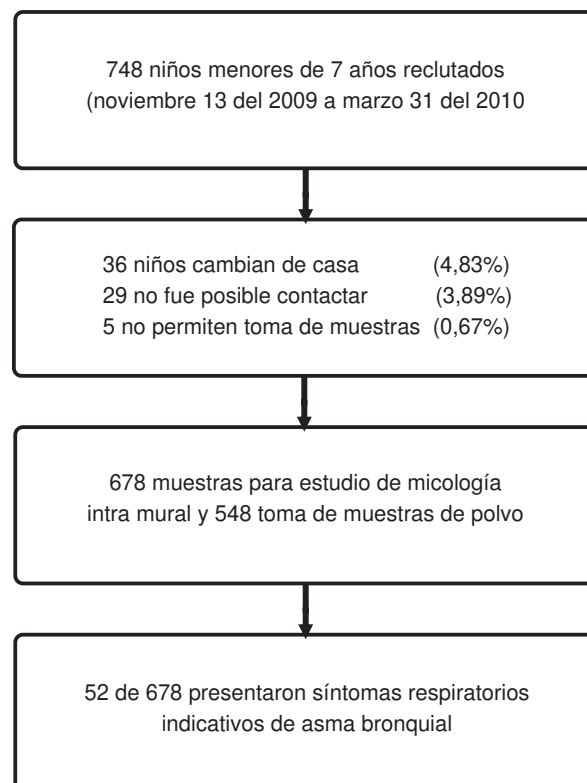 748 niños menores de 7 años reclutados
(noviembre 13 del 2009 a marzo 31 del 2010
36 niños cambian de casa (4,83%)
29 no fue posible contactar (3,89%)
5 no permiten toma de muestras (0,67%)
678 muestras para estudio de micología
intra mural y 548 toma de muestras de polvo
52 de 678 presentaron síntomas respiratorios
indicativos de asma bronquial